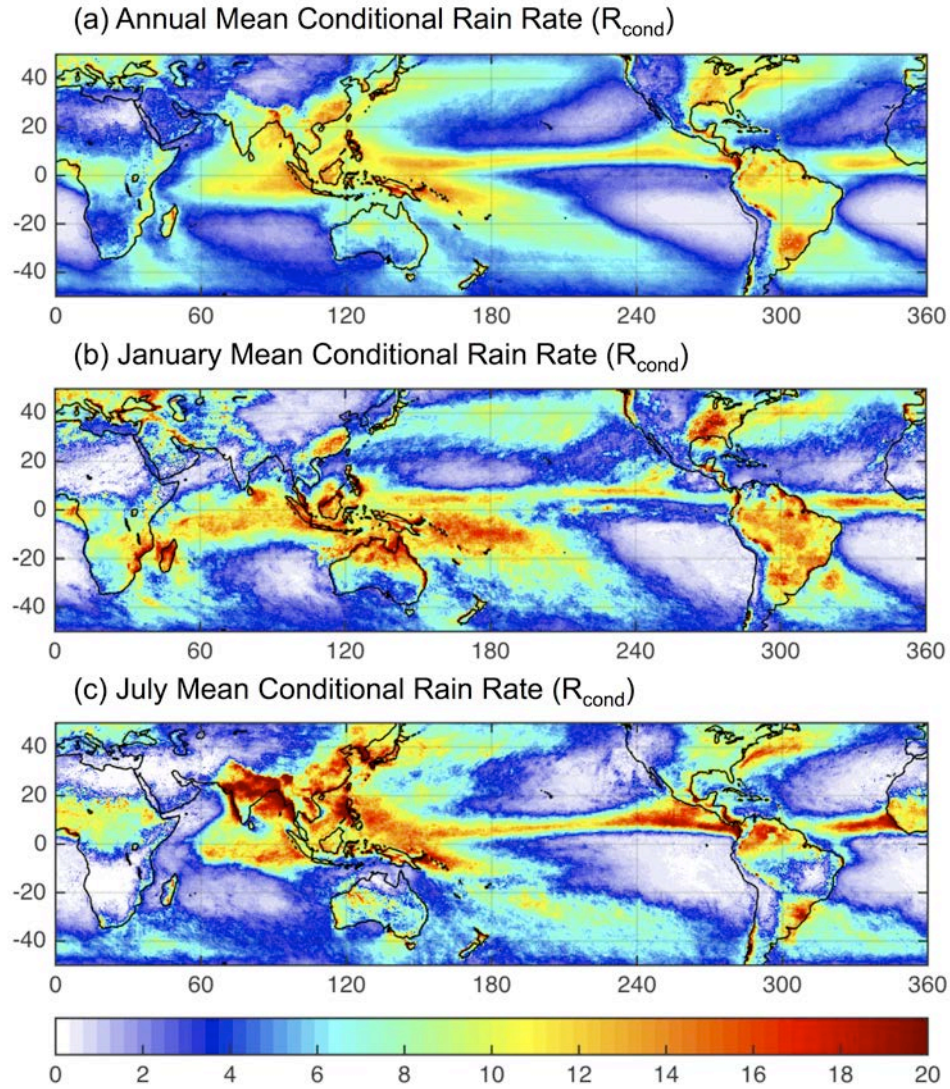 (a) Annual Mean Conditional Rain Rate (Rcond)
40
20
0
-20
-40
0 60 120 180 240 300 360
(b) January Mean Conditional Rain Rate (Rcond)
40
20
0
-20
-40
0 60 120 180 240 300 360
(c) July Mean Conditional Rain Rate (Rcond)
40
20
0
-20
-40
0 60 120 180 240 300 360
0 2 4 6 8 10 12 14 16 18 20